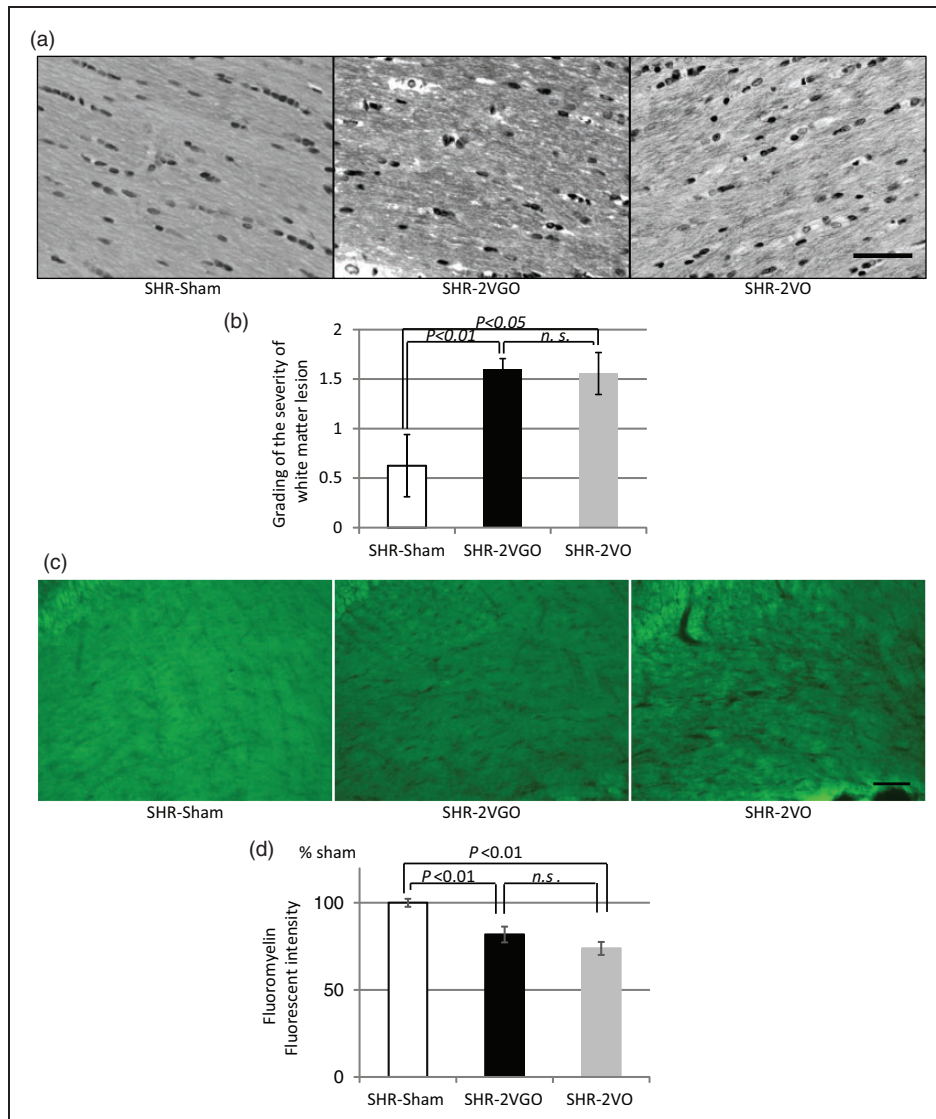 (a)
SHR-Sham SHR-2VGO SHR-2VO
(b)
P<0.05
P<0.01 n. s.
Grading of the severity of
white matter lesion
2
1.5
1
0.5
0
SHR-Sham SHR-2VGO SHR-2VO
(c)
SHR-Sham SHR-2VGO SHR-2VO
(d)
% sham
P <0.01
P <0.01 n.s .
Fluoromyelin
Fluorescent intensity
100
50
0
SHR-Sham SHR-2VGO SHR-2VO